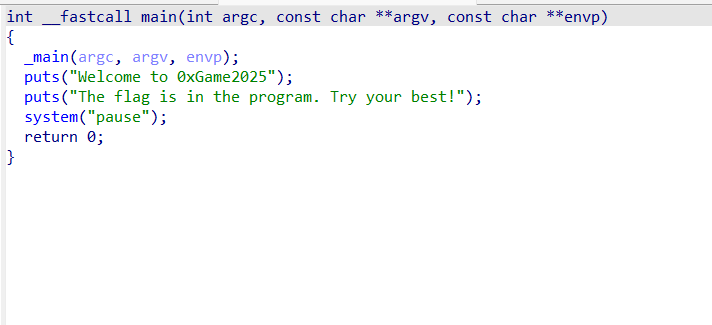 int __fastcall main(int argc, const char **argv, const char **envp)
{
  _main(argc, argv, envp);
  puts("Welcome to 0xGame2025");
  puts("The flag is in the program. Try your best!");
  system("pause");
  return 0;
}